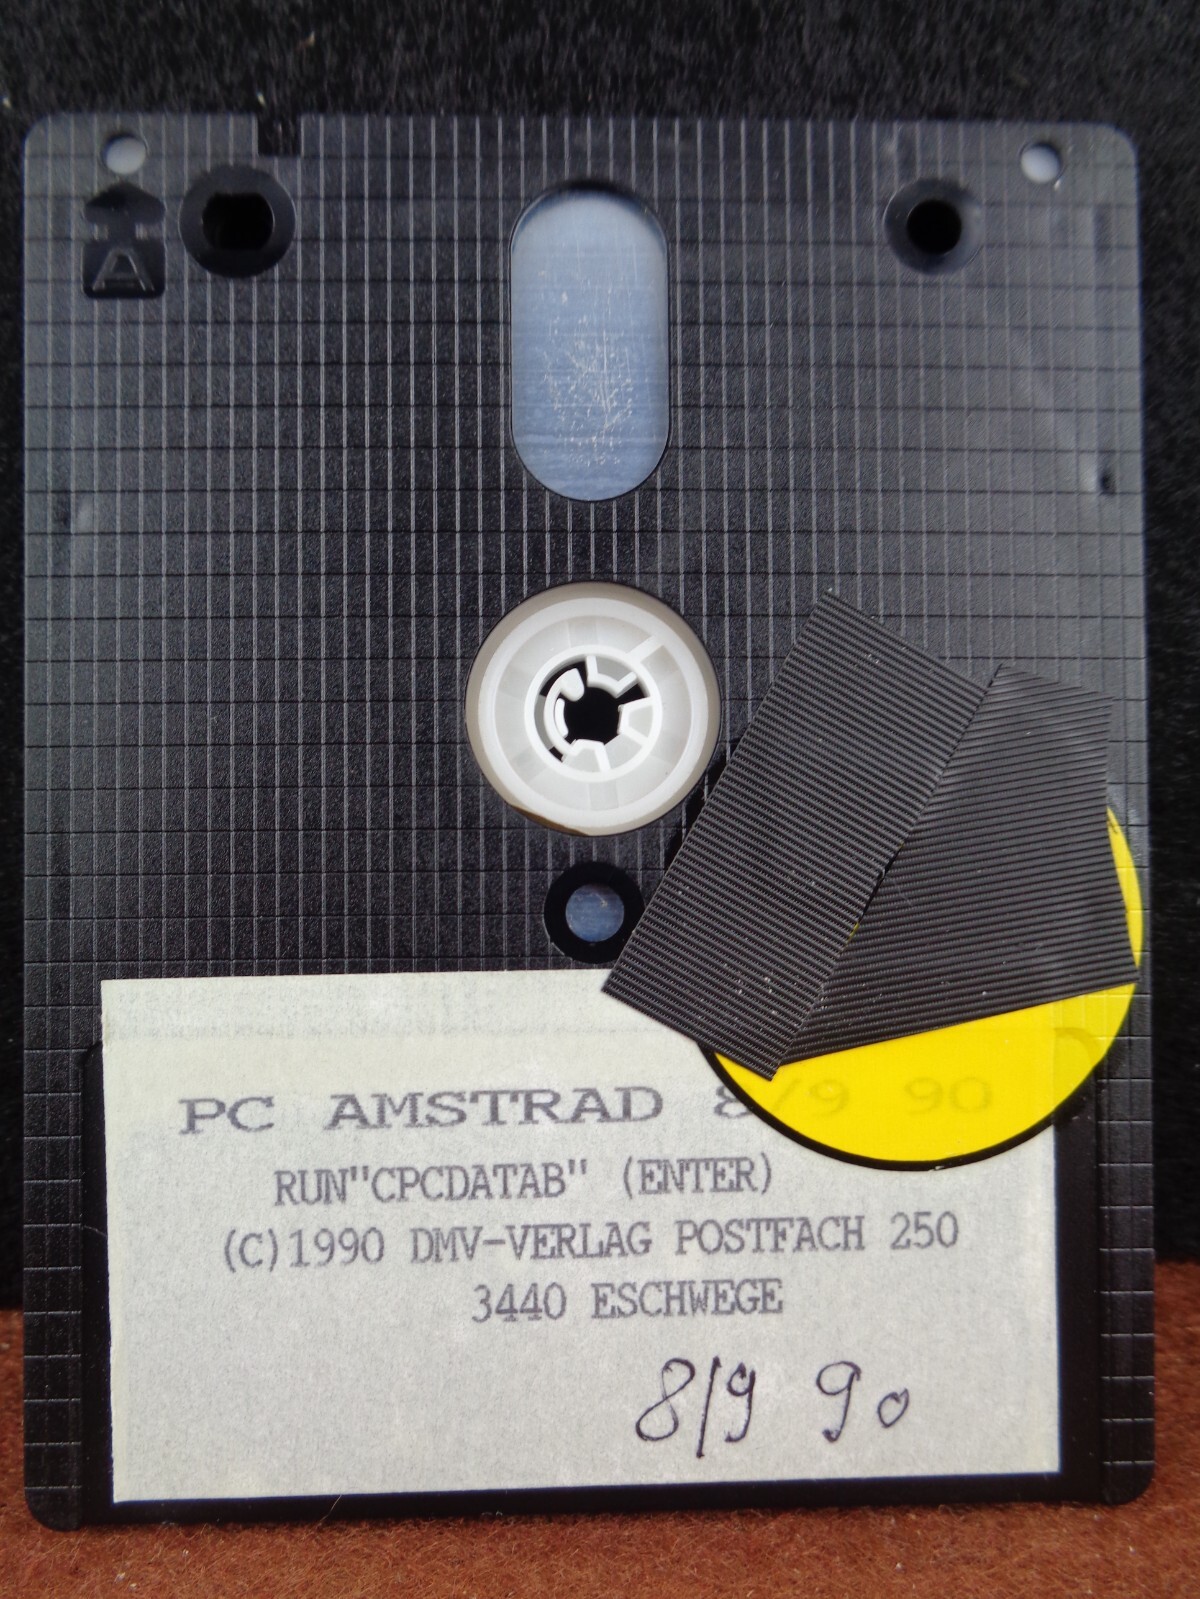 A
PC AMSTRAD 8/9 90
RUN"CPCDATAB" (ENTER)
(C)1990 DMV-VERLAG POSTFACH 250
3440 ESCHWEGE
8/9 90